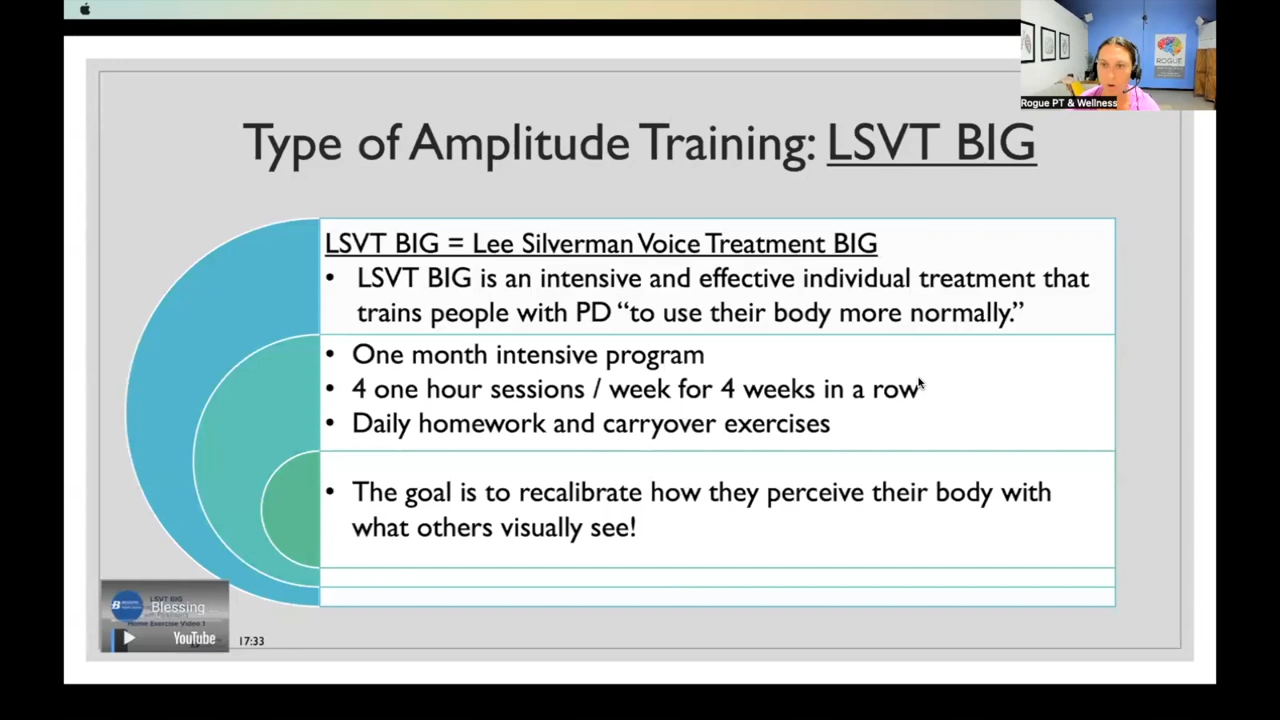 ROGUE
Rogue PT & Wellness
Type of Amplitude Training: LSVT BIG
LSVT BIG = Lee Silverman Voice Treatment BIG
• LSVT BIG is an intensive and effective individual treatment that
trains people with PD “to use their body more normally.”
• One month intensive program
• 4 one hour sessions / week for 4 weeks in a row
• Daily homework and carryover exercises
• The goal is to recalibrate how they perceive their body with
what others visually see!
LSVT BIG
Blessing
Home Exercise Video 1
YouTube
17:33